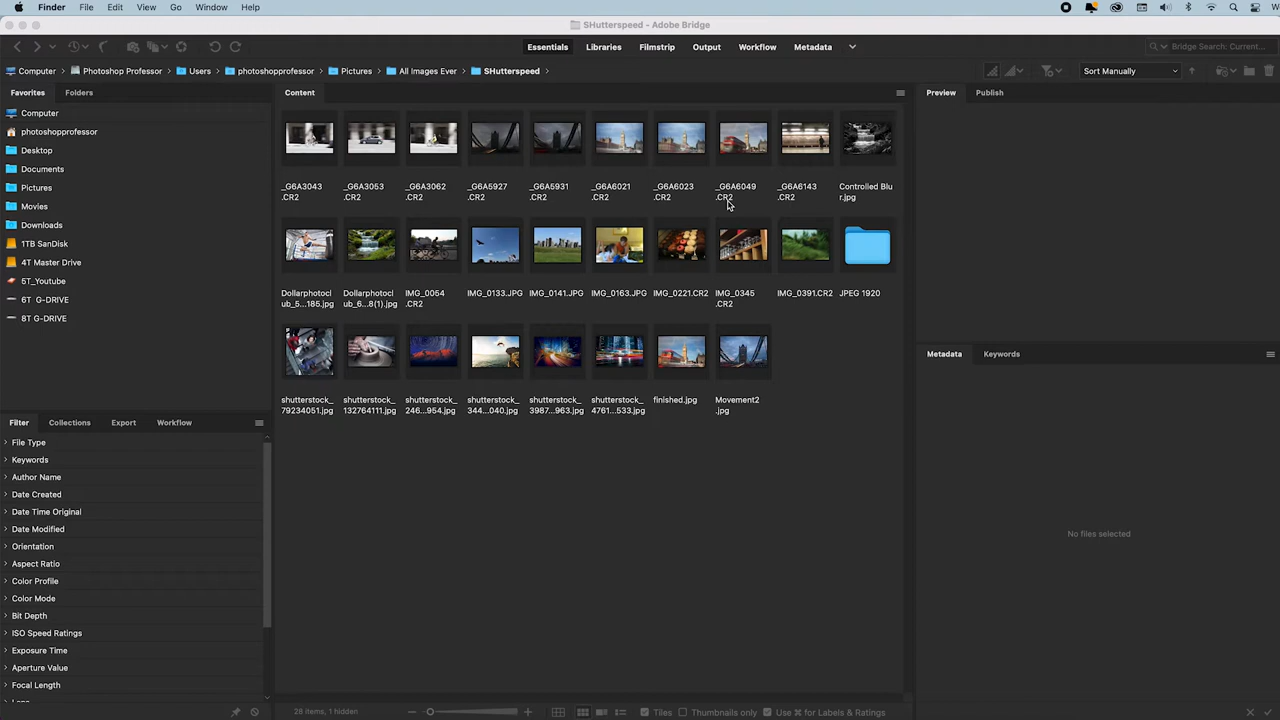 Finder File Edit View Go Window Help
SHutterspeed - Adobe Bridge
Essentials Libraries Filmstrip Output Workflow Metadata Bridge Search: Current...
Computer Photoshop Professor Users photoshopprofessor Pictures All Images Ever SHutterspeed Sort Manually
Favorites Folders Content Preview Publish
Computer
photoshopprofessor
Desktop
Documents
Pictures
Movies
Downloads
1TB SanDisk
4T Master Drive
5T_Youtube
6T G-DRIVE
8T G-DRIVE
_G6A3043 _G6A3053 _G6A3062 _G6A5927 _G6A5931 _G6A6021 _G6A6023 _G6A6049 _G6A6143 Controlled Blu
.CR2 .CR2 .CR2 .CR2 .CR2 .CR2 .CR2 .CR2 .CR2 r.jpg
Dollarphotoc Dollarphotoc IMG_0054 IMG_0133.JPG IMG_0141.JPG IMG_0163.JPG IMG_0221.CR2 IMG_0345 IMG_0391.CR2 JPEG 1920
lub_5...185.jpg lub_6...8(1).jpg .CR2 .CR2
shutterstock_ shutterstock_ shutterstock_ shutterstock_ shutterstock_ shutterstock_ finished.jpg Movement2
79234051.jpg 132764111.jpg 246...954.jpg 344...040.jpg 3987...963.jpg 4761...533.jpg .jpg
Filter Collections Export Workflow
File Type
Keywords
Author Name
Date Created
Date Time Original
Date Modified
Orientation
Aspect Ratio
Color Profile
Color Mode
Bit Depth
ISO Speed Ratings
Exposure Time
Aperture Value
Focal Length
Metadata Keywords
No files selected
28 items, 1 hidden Tiles Thumbnails only Use ⌘ for Labels & Ratings